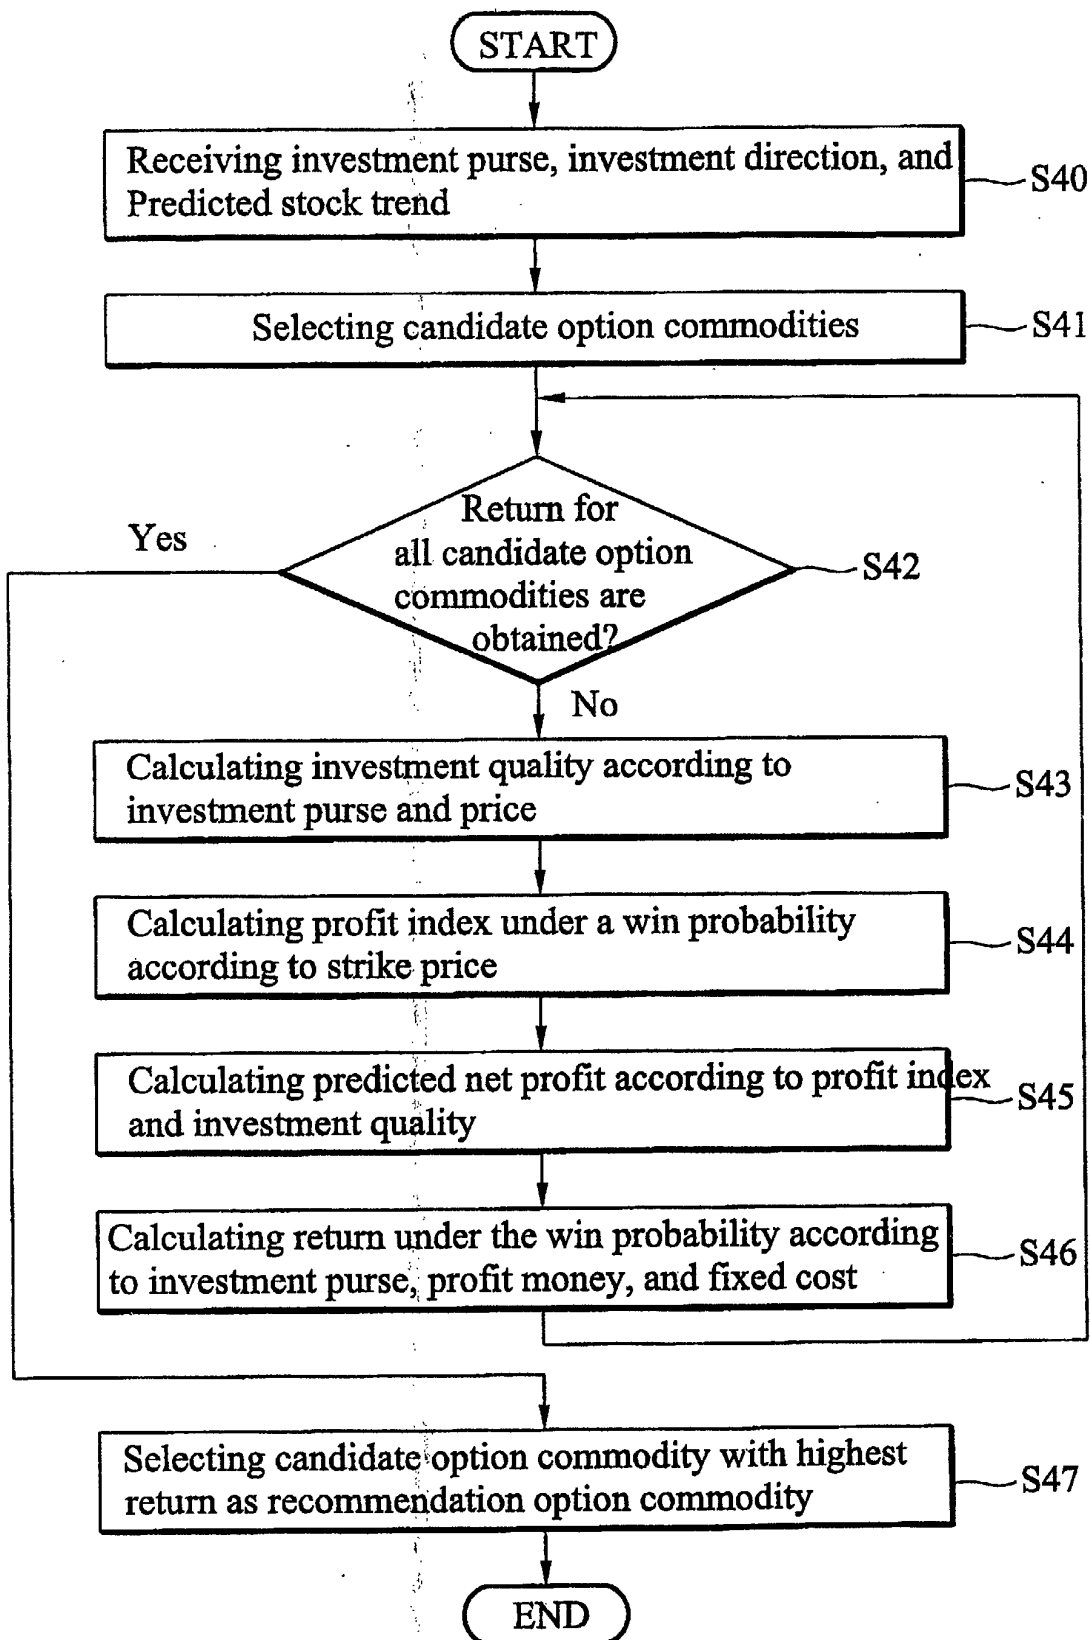 START
Receiving investment purse, investment direction, and
Predicted stock trend
S40
Selecting candidate option commodities
S41
Return for
all candidate option
commodities are
obtained?
S42
Yes
No
Calculating investment quality according to
investment purse and price
S43
Calculating profit index under a win probability
according to strike price
S44
Calculating predicted net profit according to profit index
and investment quality
S45
Calculating return under the win probability according
to investment purse, profit money, and fixed cost
S46
Selecting candidate option commodity with highest
return as recommendation option commodity
S47
END